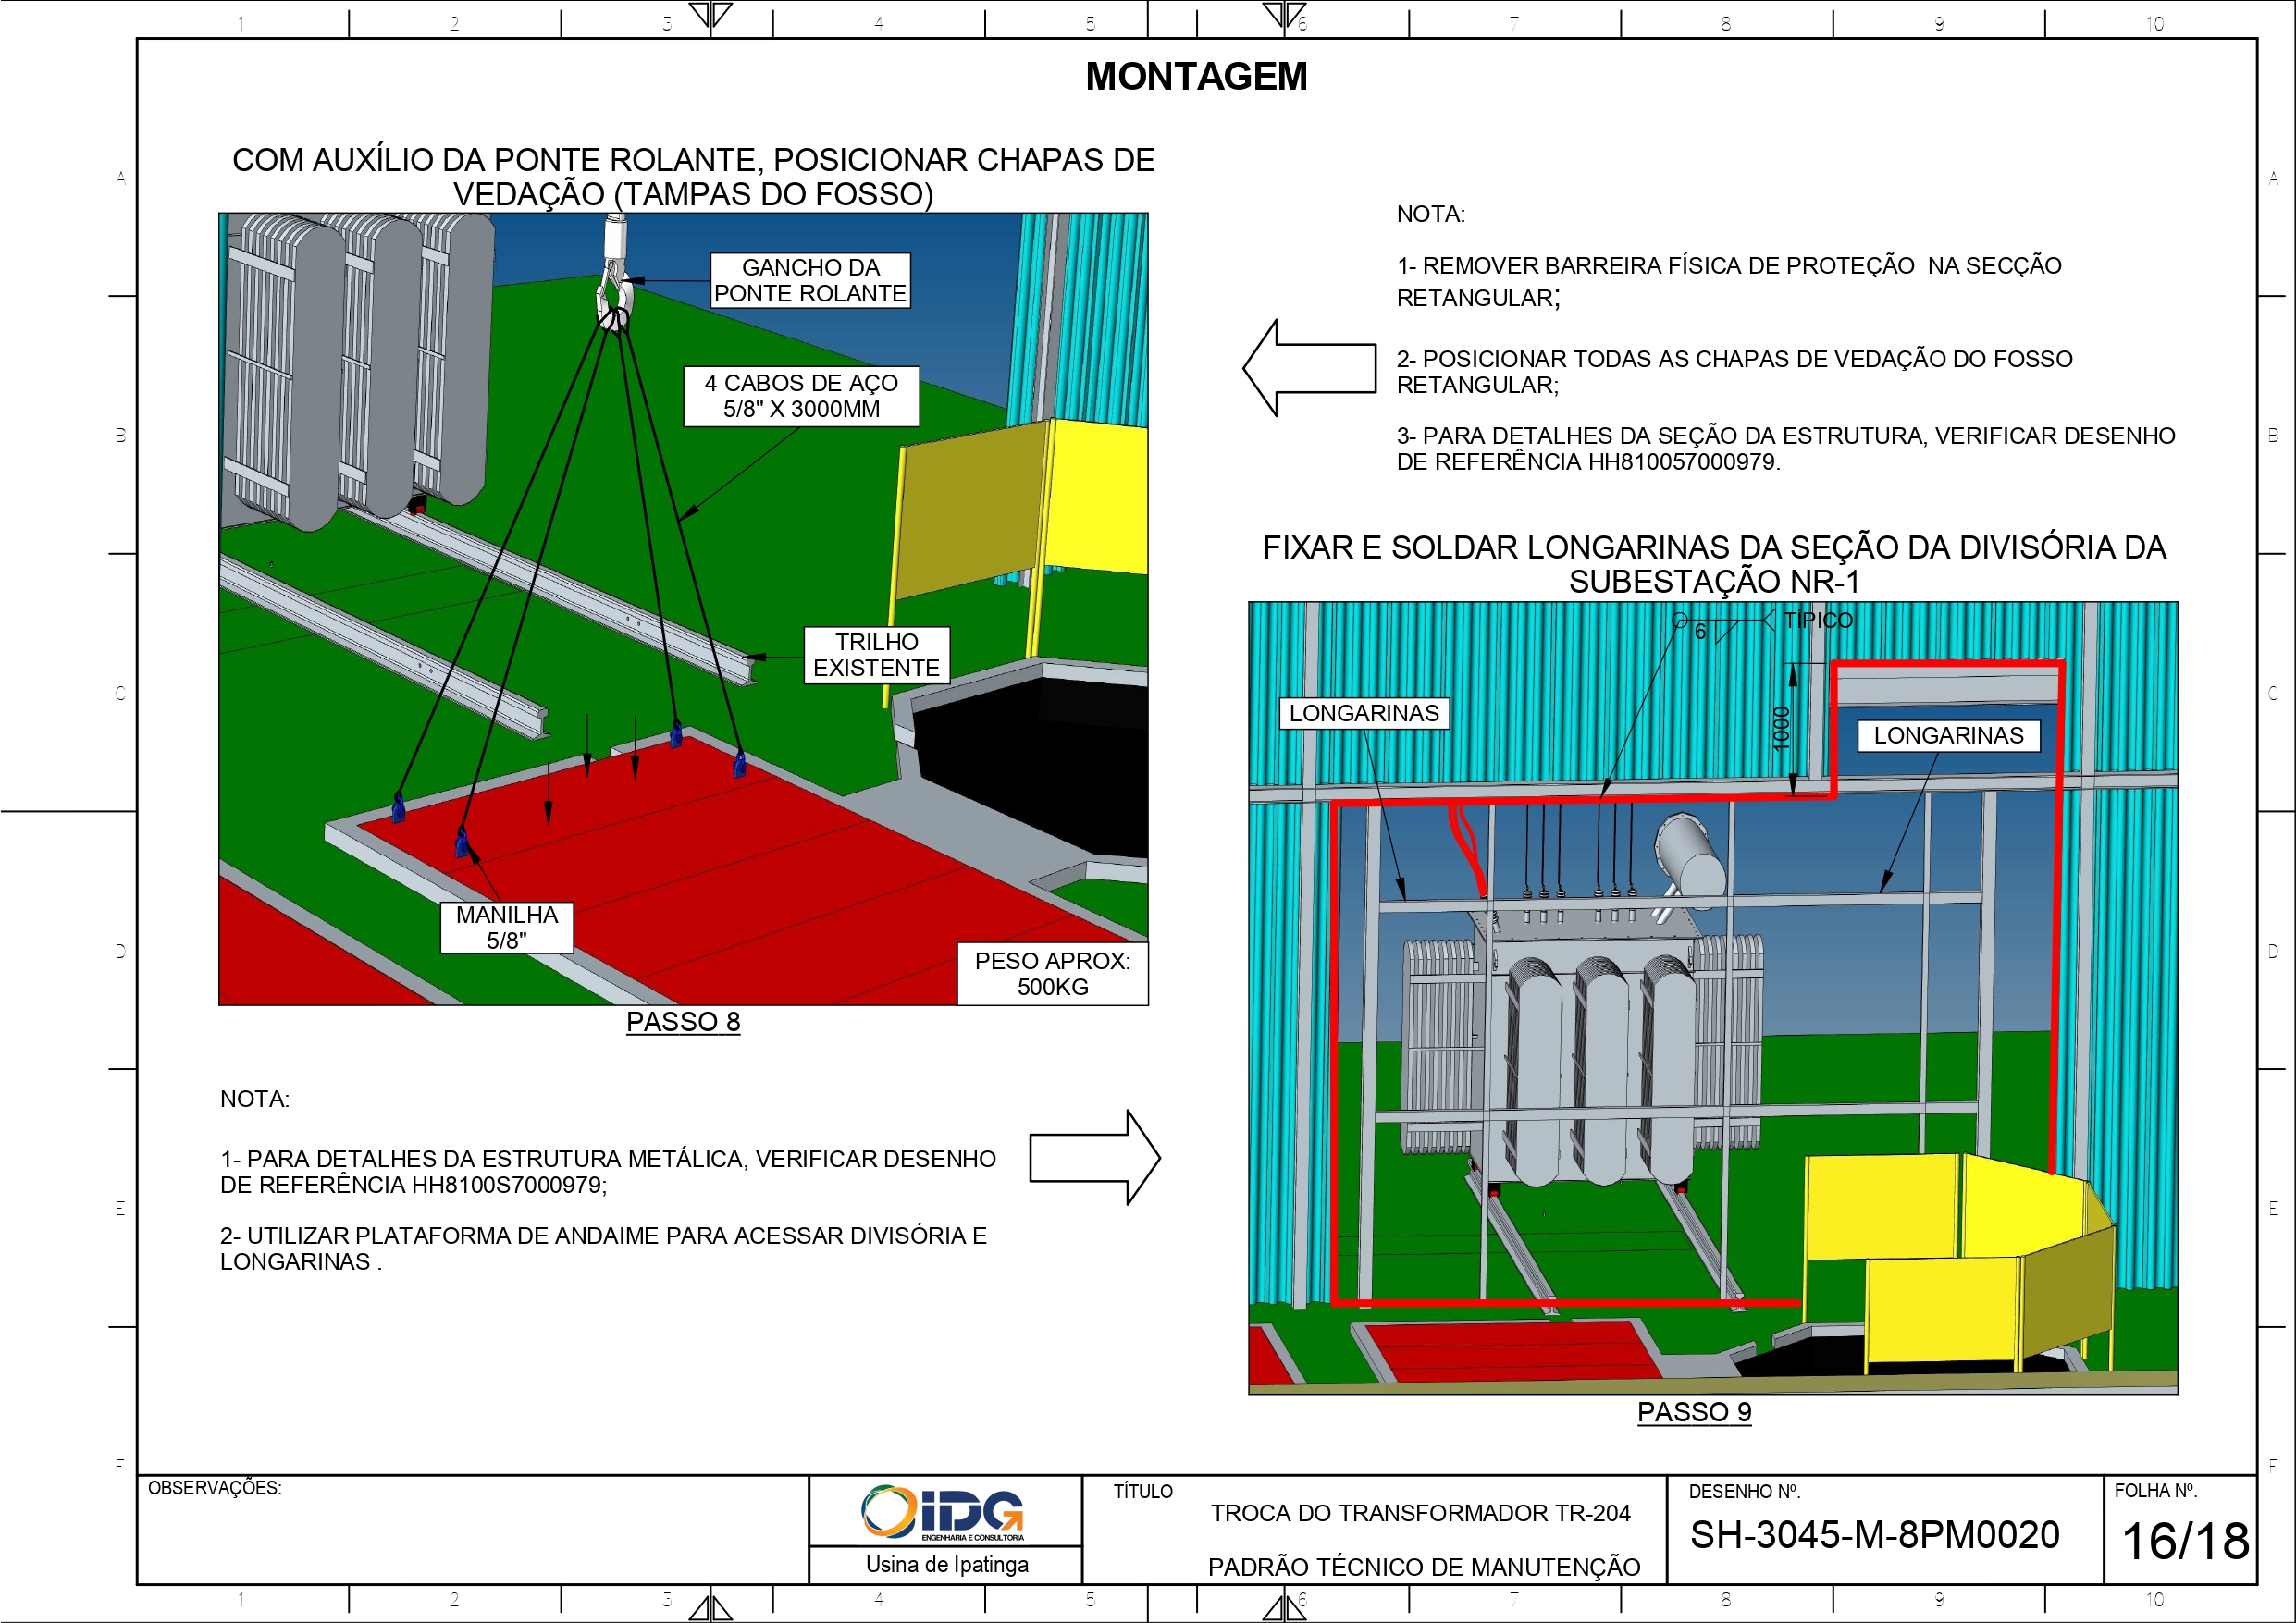 1 2 3 4 5 6 7 8 9 10
MONTAGEM
COM AUXÍLIO DA PONTE ROLANTE, POSICIONAR CHAPAS DE
VEDAÇÃO (TAMPAS DO FOSSO)
GANCHO DA
PONTE ROLANTE
4 CABOS DE AÇO
5/8" X 3000MM
TRILHO
EXISTENTE
MANILHA
5/8"
PESO APROX:
500KG
PASSO 8
NOTA:
1- REMOVER BARREIRA FÍSICA DE PROTEÇÃO  NA SECÇÃO
RETANGULAR;
2- POSICIONAR TODAS AS CHAPAS DE VEDAÇÃO DO FOSSO
RETANGULAR;
3- PARA DETALHES DA SEÇÃO DA ESTRUTURA, VERIFICAR DESENHO
DE REFERÊNCIA HH810057000979.
FIXAR E SOLDAR LONGARINAS DA SEÇÃO DA DIVISÓRIA DA
SUBESTAÇÃO NR-1
6
TÍPICO
LONGARINAS
1000
LONGARINAS
PASSO 9
NOTA:
1- PARA DETALHES DA ESTRUTURA METÁLICA, VERIFICAR DESENHO
DE REFERÊNCIA HH8100S7000979;
2- UTILIZAR PLATAFORMA DE ANDAIME PARA ACESSAR DIVISÓRIA E
LONGARINAS .
A A
B B
C C
D D
E E
F F
OBSERVAÇÕES:
IDG
ENGENHARIA E CONSULTORIA
Usina de Ipatinga
TÍTULO
TROCA DO TRANSFORMADOR TR-204
PADRÃO TÉCNICO DE MANUTENÇÃO
DESENHO Nº.
SH-3045-M-8PM0020
FOLHA Nº.
16/18
1 2 3 4 5 6 7 8 9 10